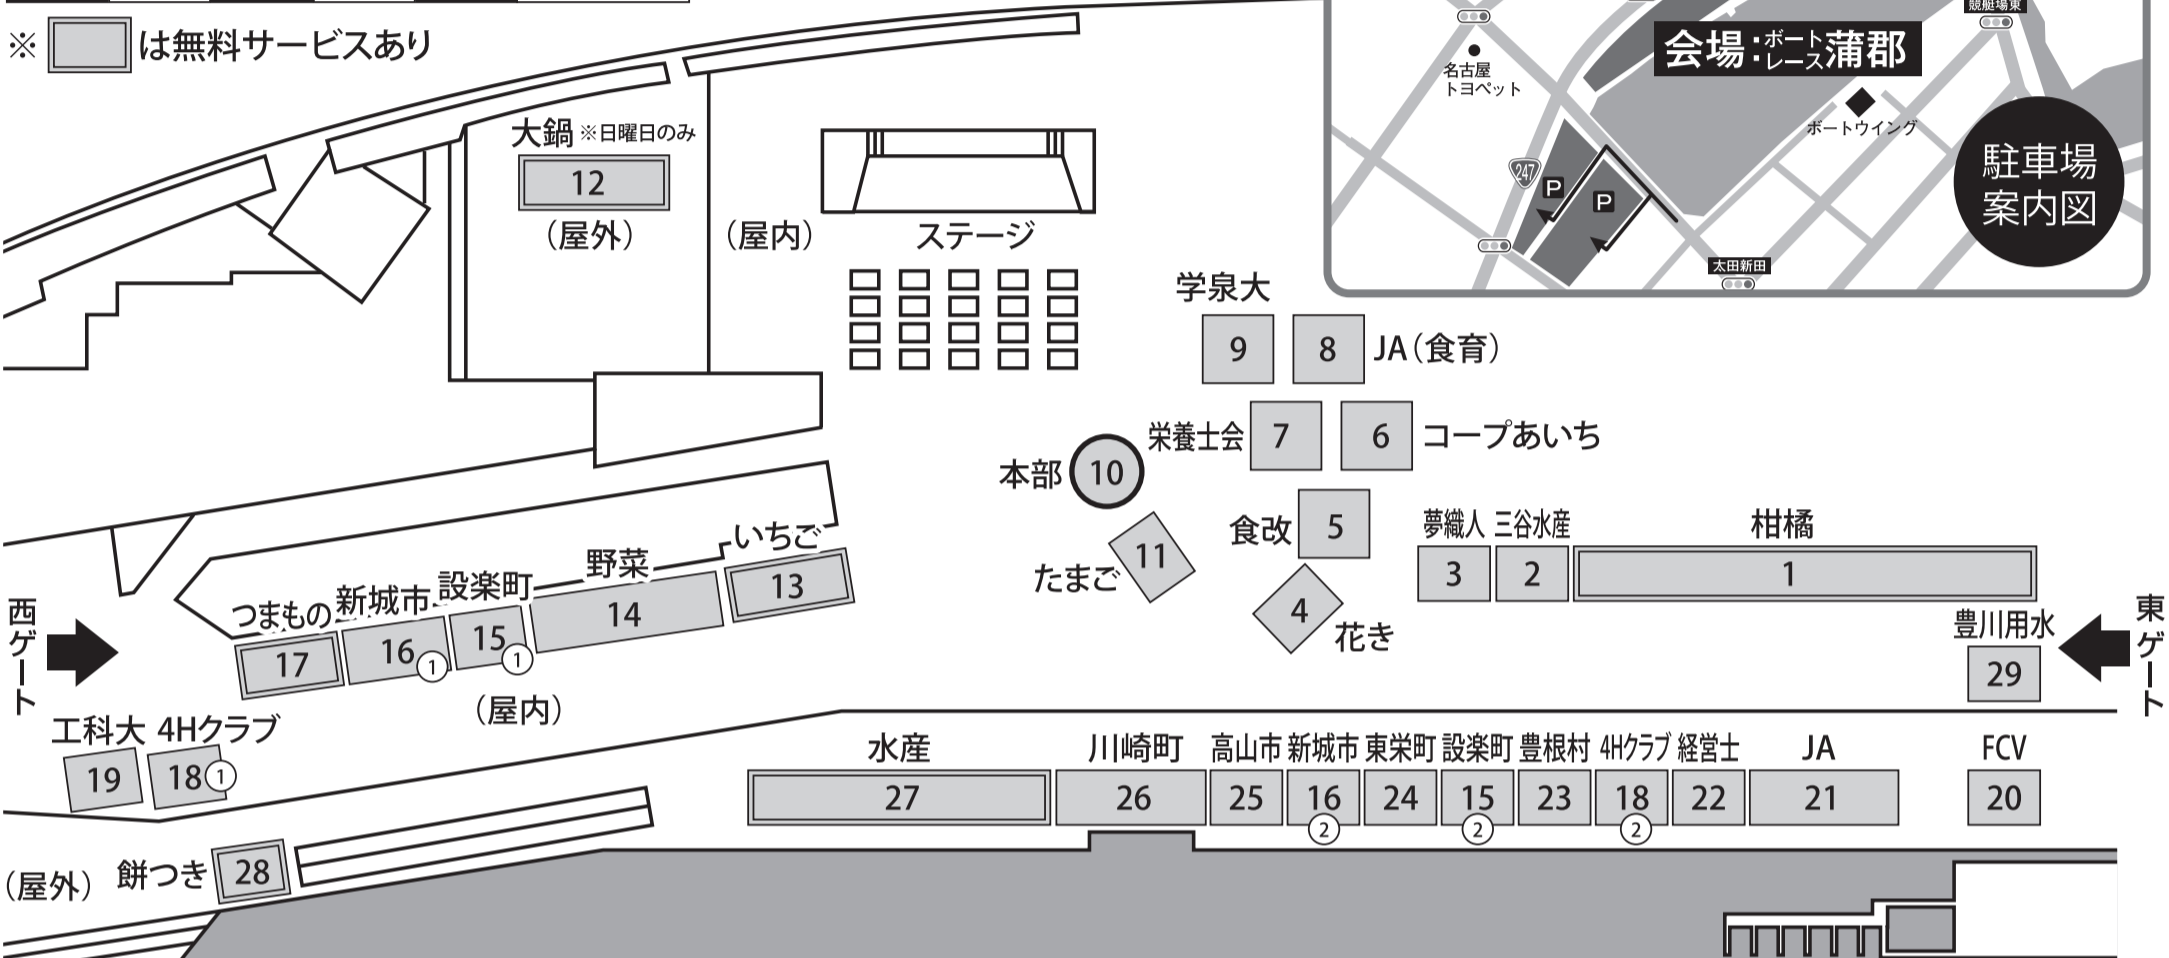 ※ は無料サービスあり
競艇場東
会場：ボートレース蒲郡
名古屋
トヨペット
ボートウイング
247
P
P
駐車場
案内図
太田新田
大鍋 ※日曜日のみ
12
（屋外）
（屋内）
ステージ
学泉大
9
8
JA（食育）
栄養士会
7
6
コープあいち
本部
10
食改
5
たまご
11
4
花き
夢織人
3
三谷水産
2
柑橘
1
いちご
13
野菜
14
設楽町
15
①
新城市
16
①
つまもの
17
（屋内）
西ゲート
東ゲート
豊川用水
29
工科大
19
4Hクラブ
18
①
水産
27
川崎町
26
高山市
25
新城市
16
②
東栄町
24
設楽町
15
②
豊根村
23
4Hクラブ
18
②
経営士
22
JA
21
FCV
20
（屋外）
餅つき
28